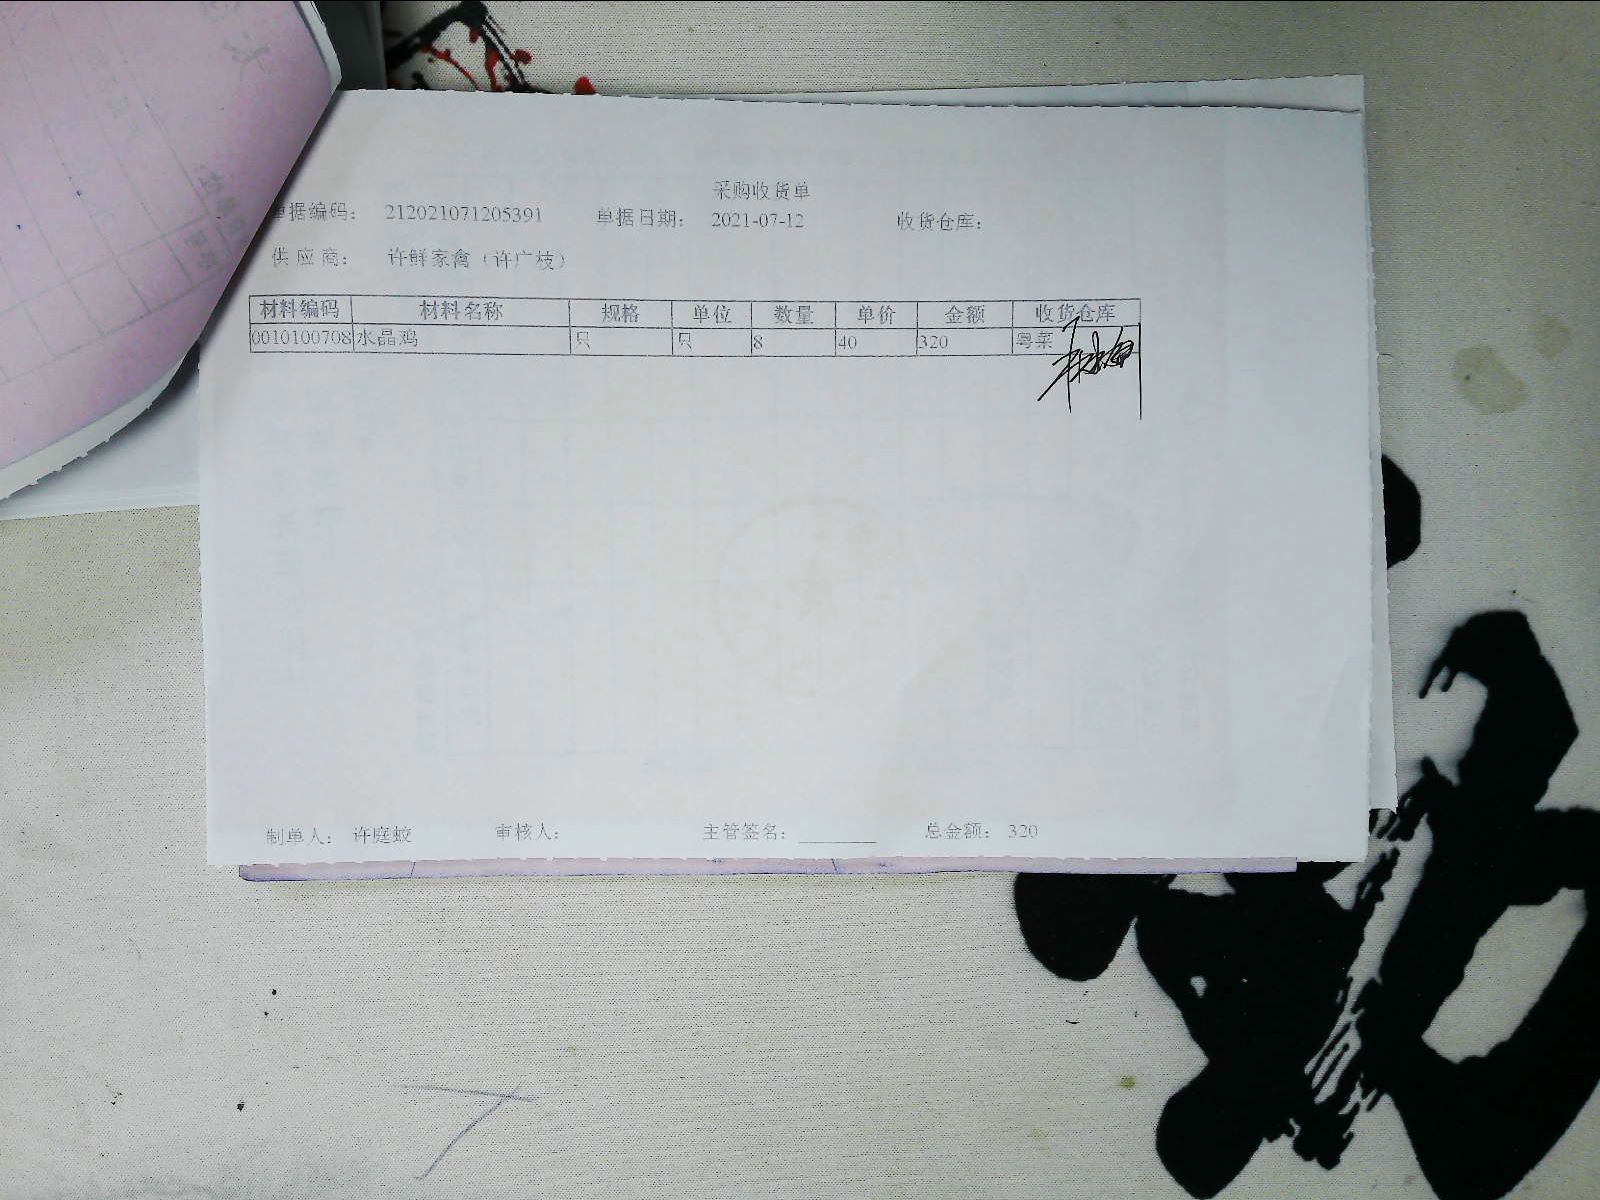 采购收货单
单据编码： 212021071205391 单据日期： 2021-07-12 收货仓库：
供应商： 许鲜家禽（许广枝）
材料编码 材料名称 规格 单位 数量 单价 金额 收货仓库
0010100708 水晶鸡 只 只 8 40 320 粤菜
制单人： 许庭蛟 审核人： 主管签名： 总金额： 320